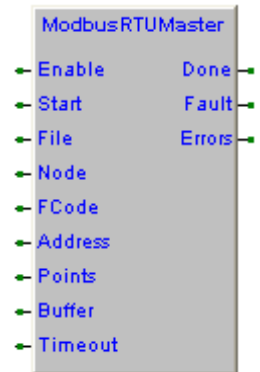 ModbusRTUMaster
Enable Done
Start Fault
File Errors
Node
FCode
Address
Points
Buffer
Timeout